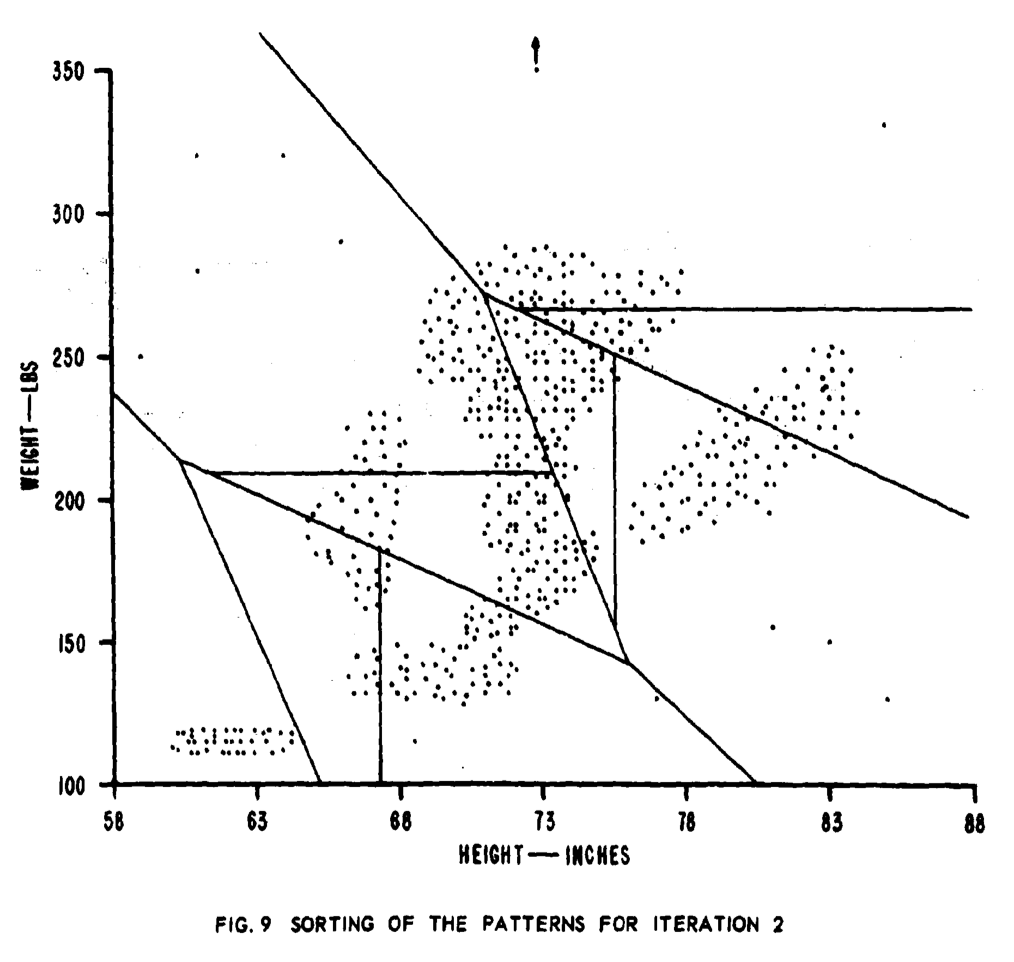 350
300
250
200
150
100
WEIGHT—LBS
58 63 68 73 78 83 88
HEIGHT—INCHES
FIG. 9 SORTING OF THE PATTERNS FOR ITERATION 2